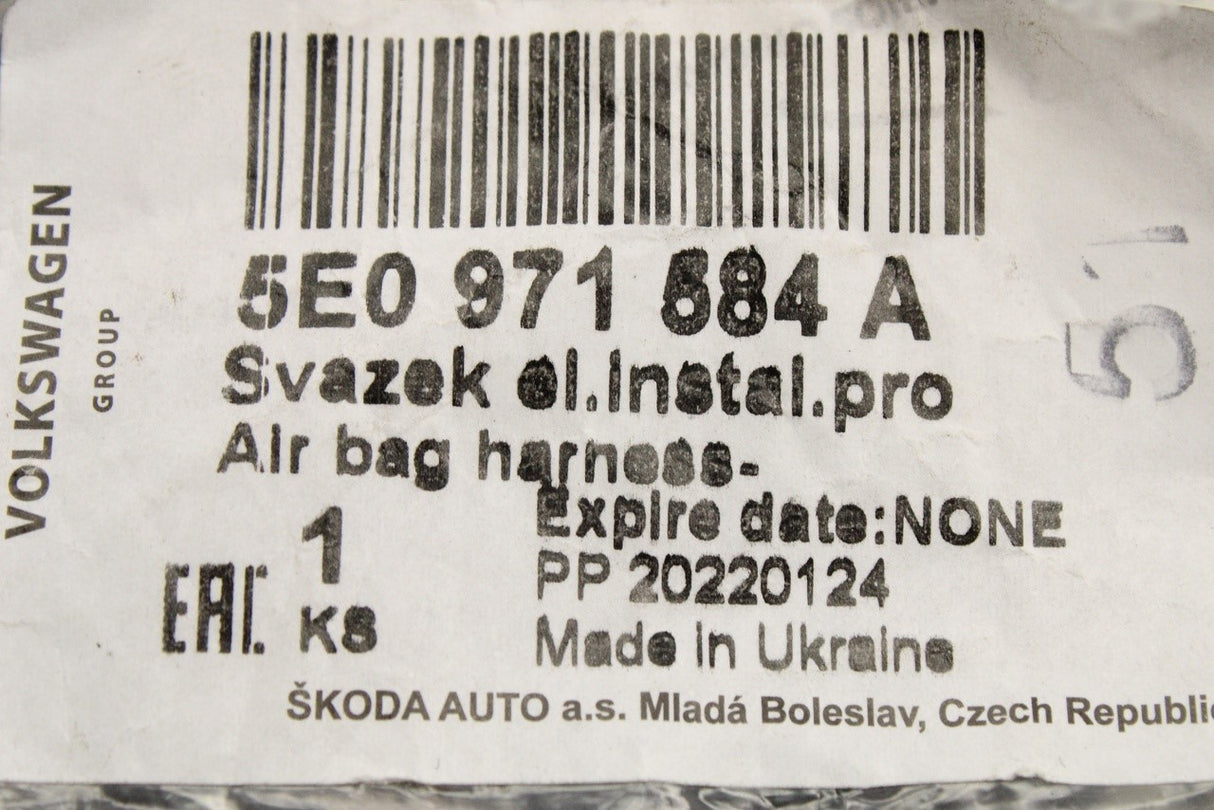 VOLKSWAGEN
GROUP
5E0 971 584 A
Svazek el.instal.pro
Air bag harness-
Expire date:NONE
1
PP 20220124
EAC
KS
Made in Ukraine
ŠKODA AUTO a.s. Mladá Boleslav, Czech Republic
51